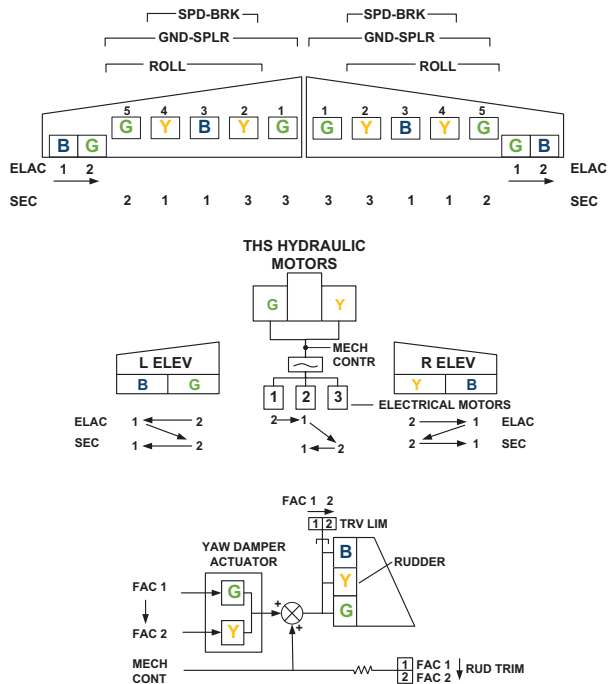 SPD-BRK SPD-BRK
GND-SPLR GND-SPLR
ROLL ROLL
5 4 3 2 1 1 2 3 4 5
G Y B Y G G Y B Y G
B G G B
ELAC 1 2 1 2 ELAC
SEC 2 1 1 3 3 3 3 1 1 2 SEC
THS HYDRAULIC
MOTORS
G Y
MECH
CONTR
L ELEV R ELEV
B G Y B
1 2 3
ELECTRICAL MOTORS
ELAC 1 2 2 1 2 1 ELAC
SEC 1 2 1 2 2 1 SEC
FAC 1 2
1 2 TRV LIM
YAW DAMPER
ACTUATOR
B
RUDDER
FAC 1 G Y
+
+
FAC 2 Y G
MECH
CONT
1 FAC 1
2 FAC 2
RUD TRIM